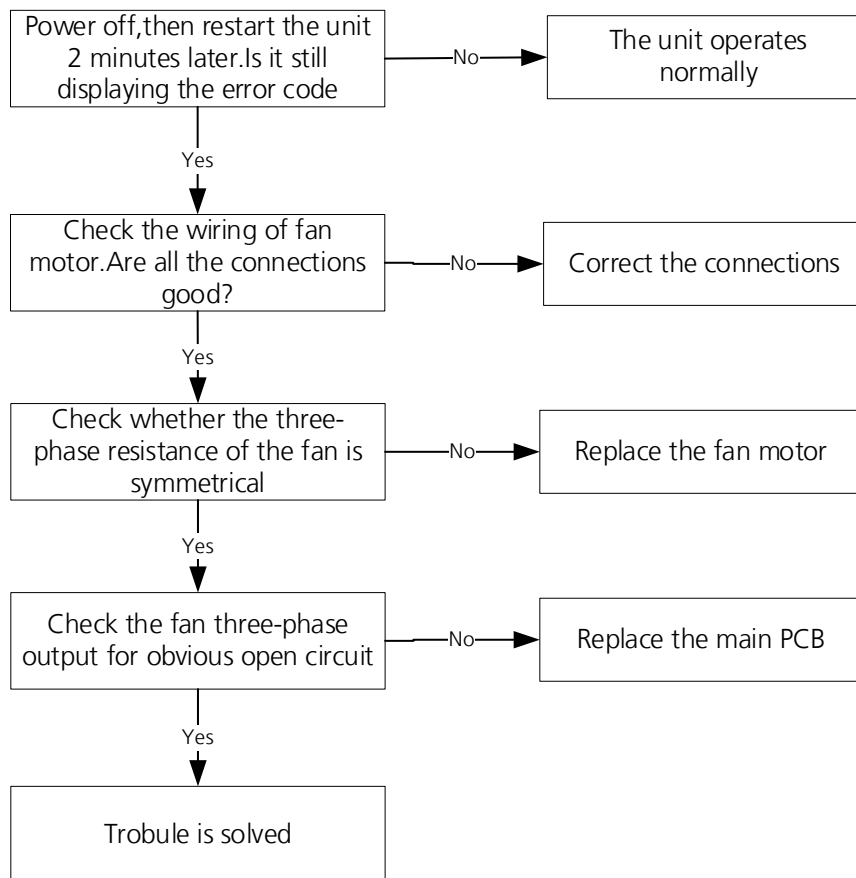 Power off,then restart the unit
2 minutes later.Is it still
displaying the error code
No
The unit operates
normally
Yes
Check the wiring of fan
motor.Are all the connections
good?
No
Correct the connections
Yes
Check whether the three-
phase resistance of the fan is
symmetrical
No
Replace the fan motor
Yes
Check the fan three-phase
output for obvious open circuit
No
Replace the main PCB
Yes
Trobule is solved